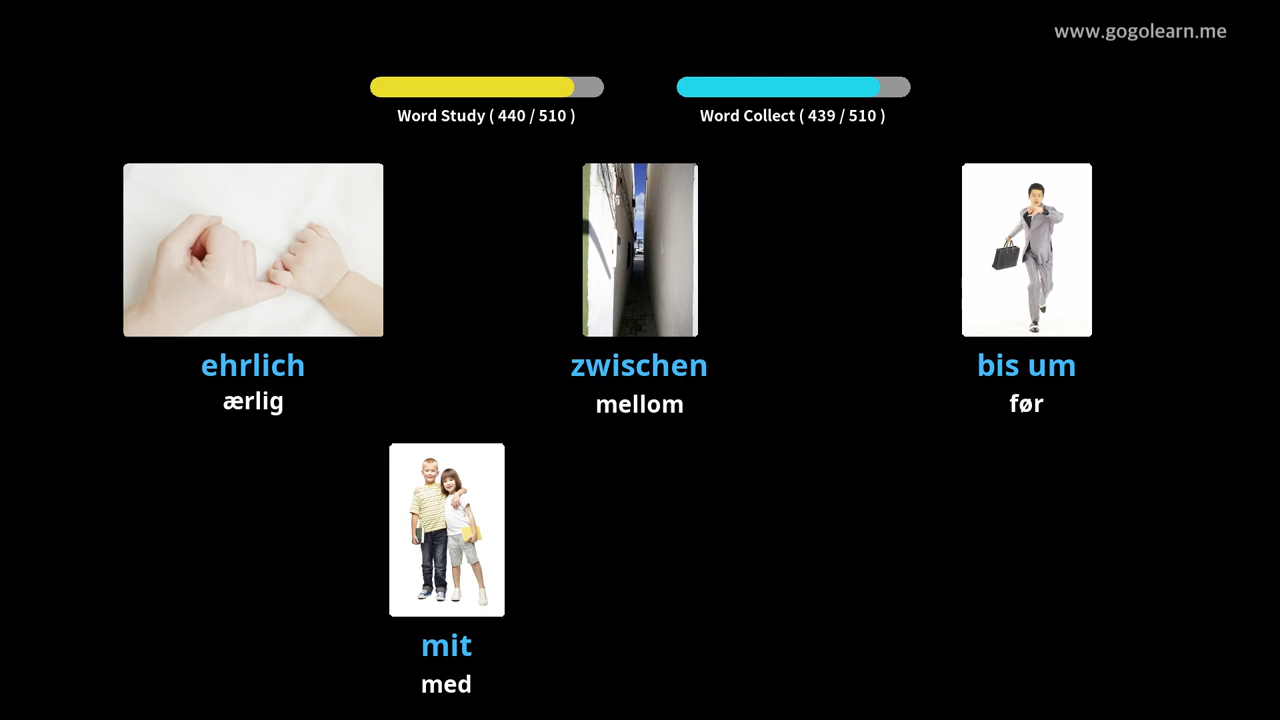 www.gogolearn.me
Word Study ( 440 / 510 )
Word Collect ( 439 / 510 )
ehrlich
ærlig
zwischen
mellom
bis um
før
mit
med